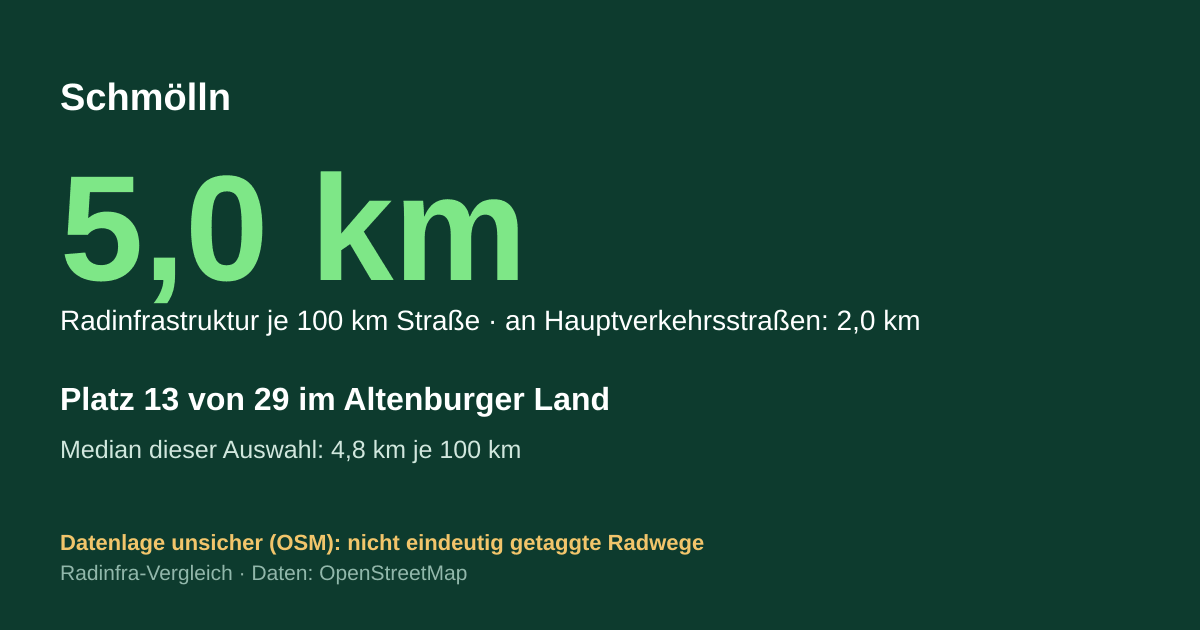 Schmölln
5,0 km
Radinfrastruktur je 100 km Straße · an Hauptverkehrsstraßen: 2,0 km
Platz 13 von 29 im Altenburger Land
Median dieser Auswahl: 4,8 km je 100 km
Datenlage unsicher (OSM): nicht eindeutig getaggte Radwege
Radinfra-Vergleich · Daten: OpenStreetMap